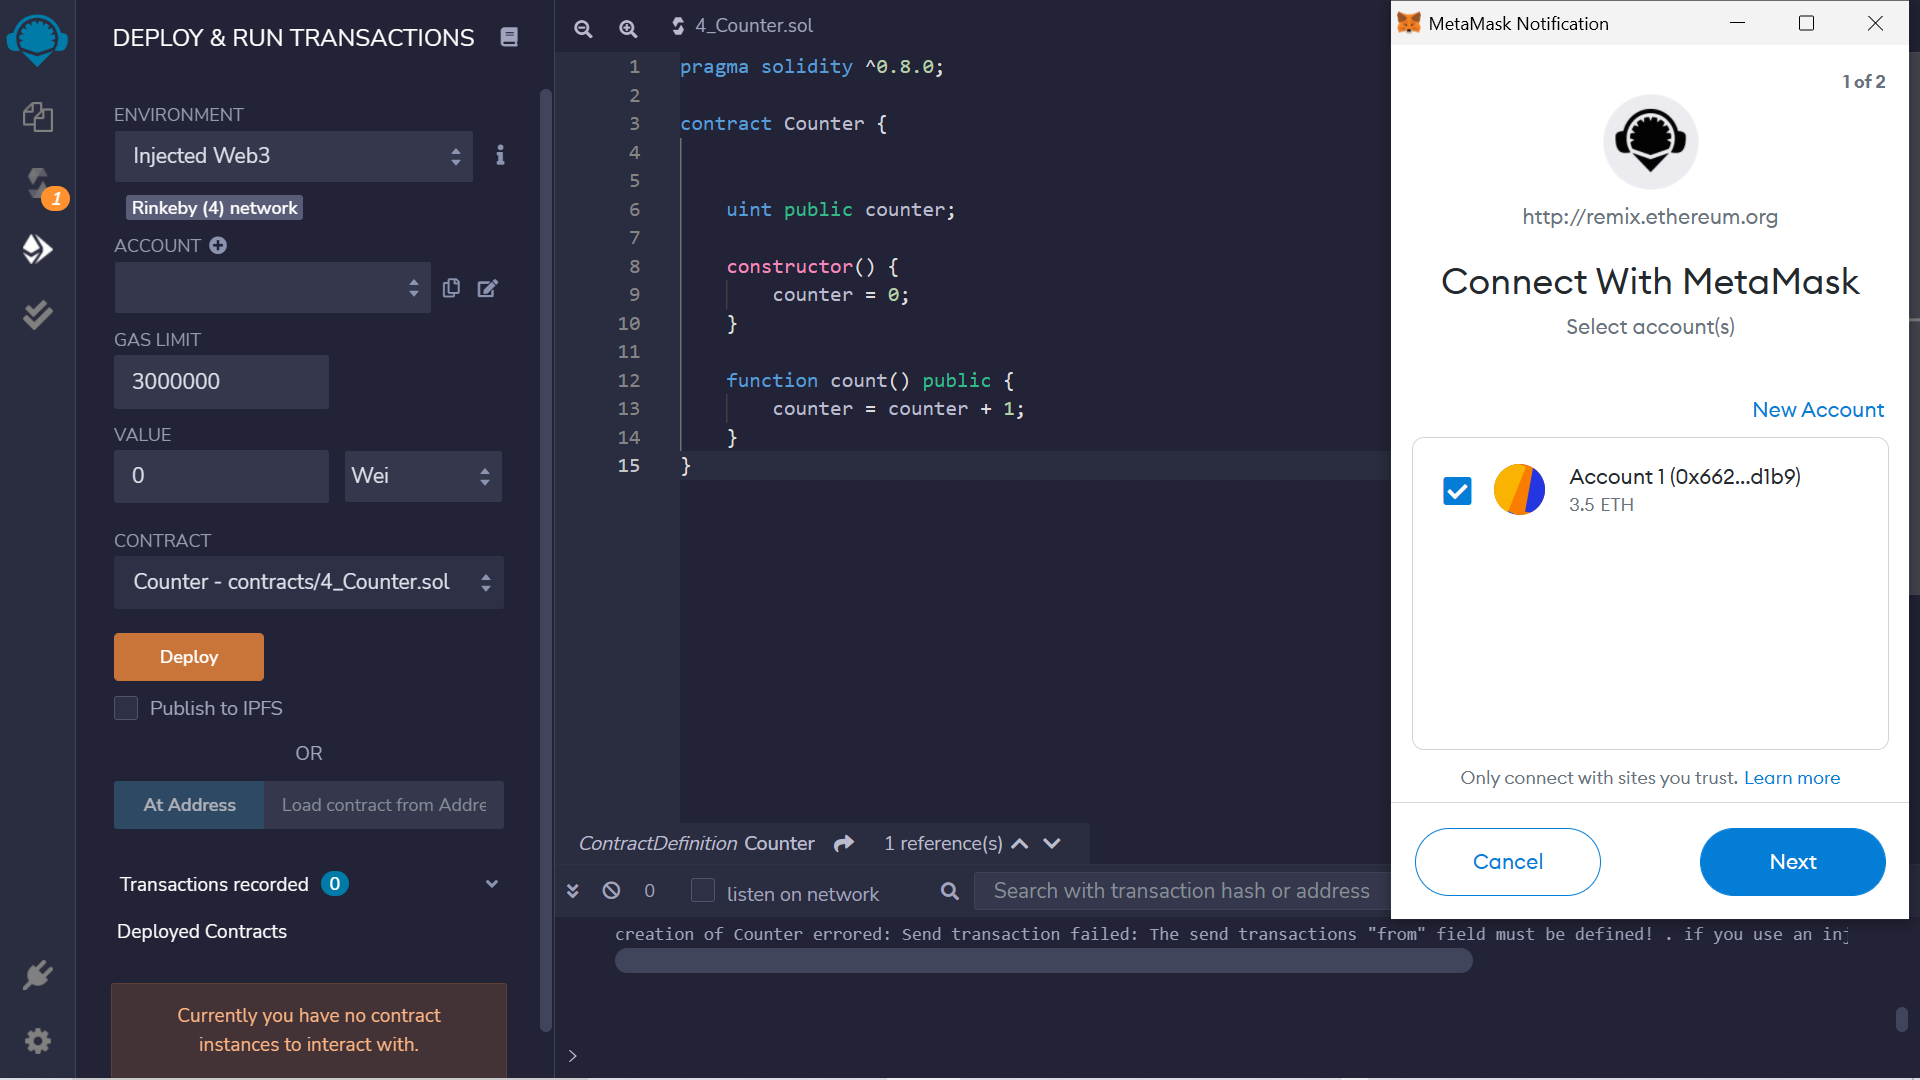 DEPLOY & RUN TRANSACTIONS
ENVIRONMENT
Injected Web3
Rinkeby (4) network
ACCOUNT
GAS LIMIT
3000000
VALUE
0
Wei
CONTRACT
Counter - contracts/4_Counter.sol
Deploy
Publish to IPFS
OR
At Address
Load contract from Addre
Transactions recorded 0
Deployed Contracts
Currently you have no contract
instances to interact with.
1
4_Counter.sol
1 pragma solidity ^0.8.0;
2
3 contract Counter {
4
5
6 uint public counter;
7
8 constructor() {
9 counter = 0;
10 }
11
12 function count() public {
13 counter = counter + 1;
14 }
15 }
ContractDefinition Counter 1 reference(s)
0 listen on network Search with transaction hash or address
creation of Counter errored: Send transaction failed: The send transactions "from" field must be defined! . if you use an inj
>
MetaMask Notification
1 of 2
http://remix.ethereum.org
Connect With MetaMask
Select account(s)
New Account
Account 1 (0x662...d1b9)
3.5 ETH
Only connect with sites you trust. Learn more
Cancel
Next